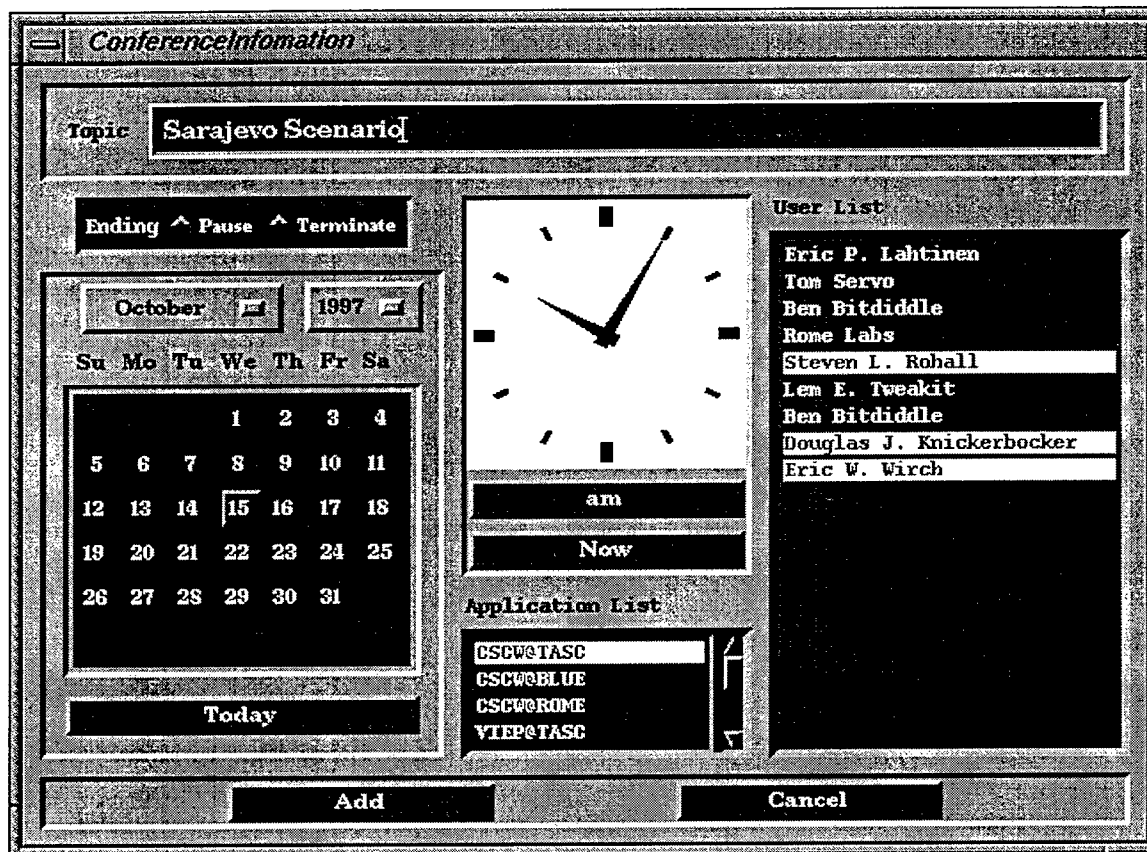 ConferenceInfomation
Topic Sarajevo Scenario
Ending ^ Pause ^ Terminate
October 1997
Su Mo Tu We Th Fr Sa
1 2 3 4
5 6 7 8 9 10 11
12 13 14 15 16 17 18
19 20 21 22 23 24 25
26 27 28 29 30 31
Today
am
Now
Application List
CSCW@TASC
CSCW@BLUE
CSCW@ROME
VIEP@TASC
User List
Eric P. Lahtinen
Tom Servo
Ben Bitdiddle
Rome Labs
Steven L. Rohall
Lem E. Tweakit
Ben Bitdiddle
Douglas J. Knickerbocker
Eric W. Wirch
Add Cancel